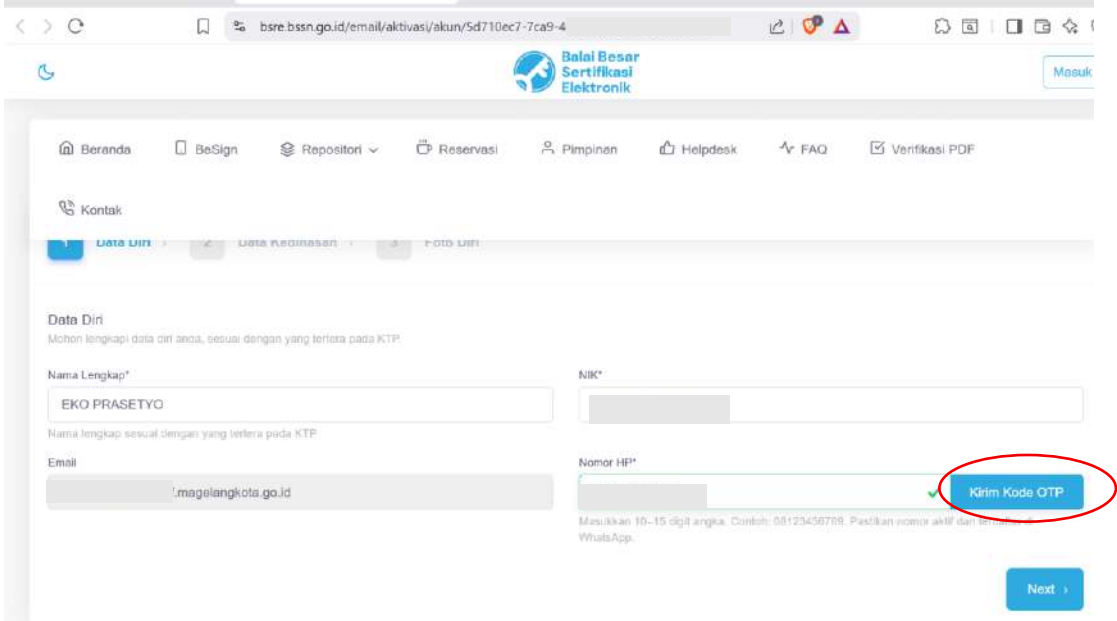 bsre.bssn.go.id/email/aktivasi/akun/5d710ec7-7ca9-4
Balai Besar
Sertifikasi
Elektronik
Masuk
Beranda
BeSign
Repositori
Reservasi
Pimpinan
Helpdesk
FAQ
Verifikasi PDF
Kontak
1 Data Diri 2 Data Kedinasan 3 Foto Diri
Data Diri
Mohon lengkapi data diri anda, sesuai dengan yang tertera pada KTP.
Nama Lengkap*
NIK*
EKO PRASETYO
Nama lengkap sesuai dengan yang tertera pada KTP
Email
Nomor HP*
.magelangkota.go.id
Kirim Kode OTP
Masukkan 10–15 digit angka. Contoh: 08123456789. Pastikan nomor aktif dan terdaftar di
WhatsApp.
Next